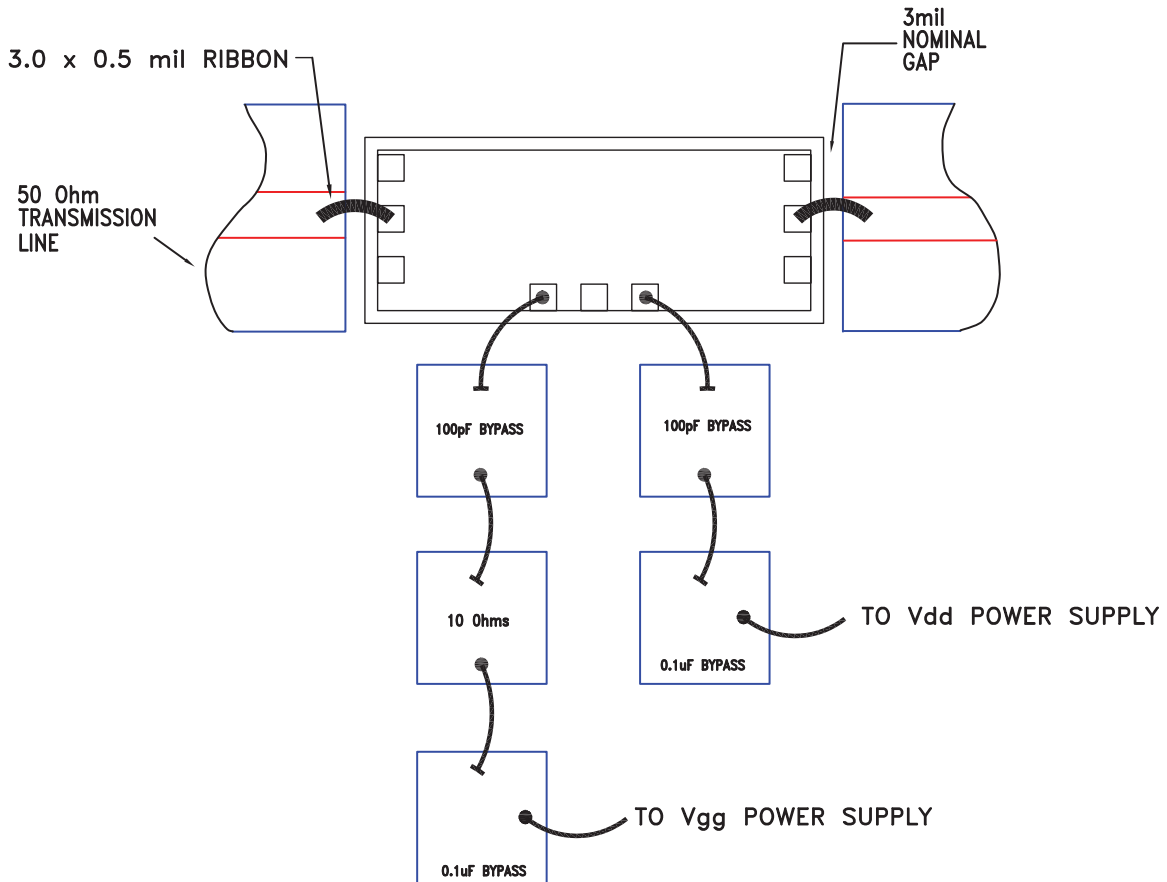 3mil
NOMINAL
GAP
3.0 x 0.5 mil RIBBON
50 Ohm
TRANSMISSION
LINE
100pF BYPASS
100pF BYPASS
10 Ohms
TO Vdd POWER SUPPLY
0.1uF BYPASS
TO Vgg POWER SUPPLY
0.1uF BYPASS